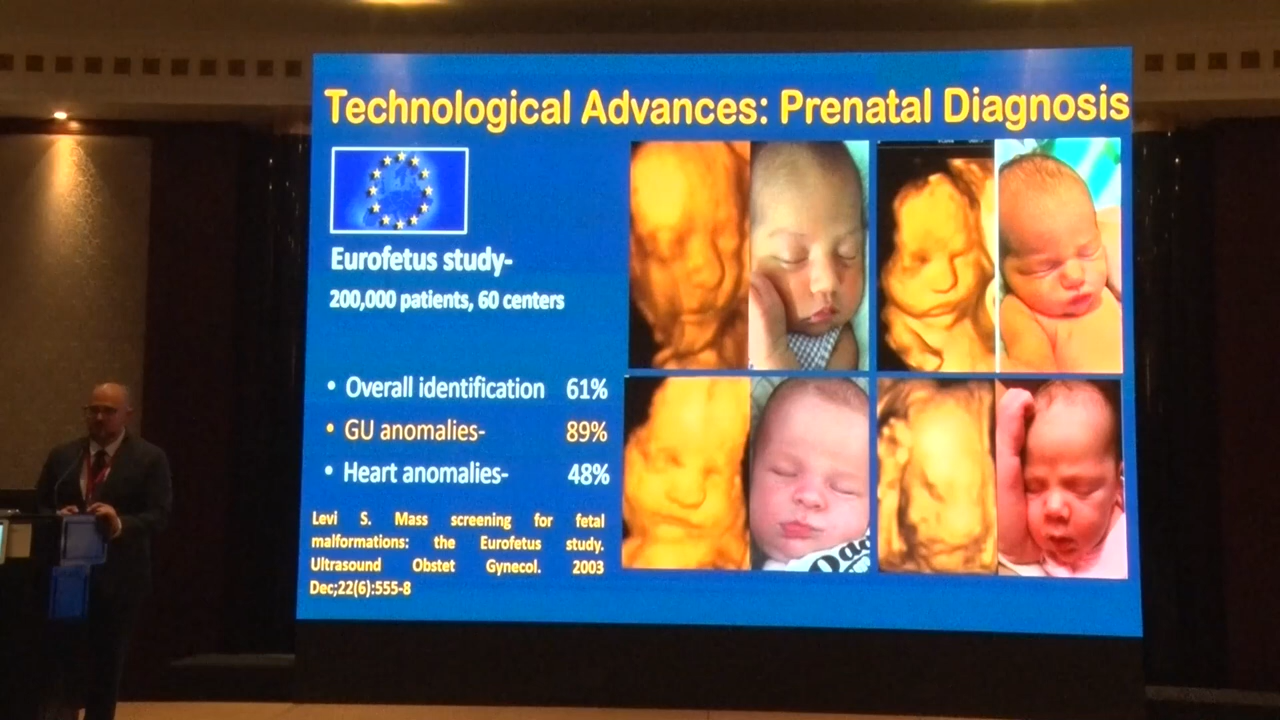 Technological Advances: Prenatal Diagnosis
Eurofetus study-
200,000 patients, 60 centers
• Overall identification 61%
• GU anomalies- 89%
• Heart anomalies- 48%
Levi S. Mass screening for fetal
malformations: the Eurofetus study.
Ultrasound Obstet Gynecol. 2003
Dec;22(6):555-8
Dad